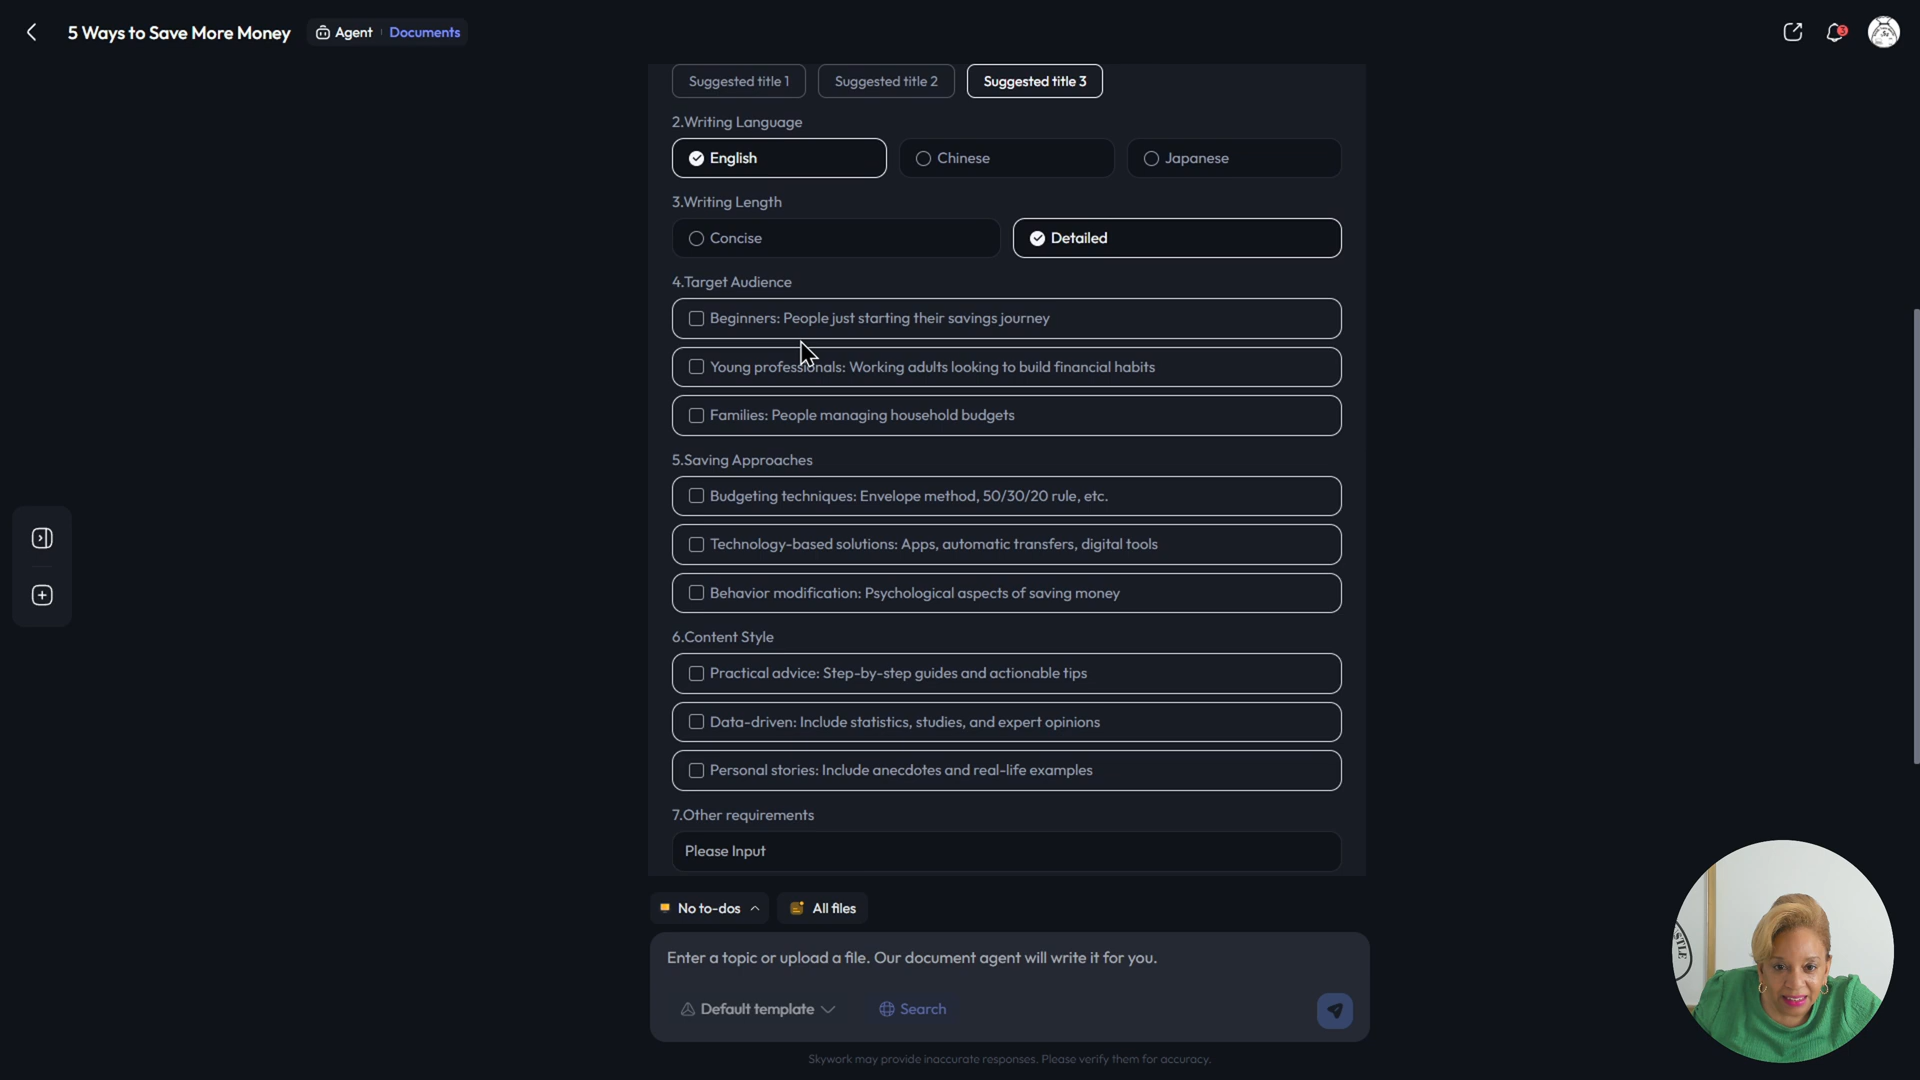 5 Ways to Save More Money Agent Documents 3
Suggested title 1 Suggested title 2 Suggested title 3
2.Writing Language
English Chinese Japanese
3.Writing Length
Concise Detailed
4.Target Audience
Beginners: People just starting their savings journey
Young professionals: Working adults looking to build financial habits
Families: People managing household budgets
5.Saving Approaches
Budgeting techniques: Envelope method, 50/30/20 rule, etc.
Technology-based solutions: Apps, automatic transfers, digital tools
Behavior modification: Psychological aspects of saving money
6.Content Style
Practical advice: Step-by-step guides and actionable tips
Data-driven: Include statistics, studies, and expert opinions
Personal stories: Include anecdotes and real-life examples
7.Other requirements
Please Input
No to-dos All files
Enter a topic or upload a file. Our document agent will write it for you.
Default template Search
Skywork may provide inaccurate responses. Please verify them for accuracy.